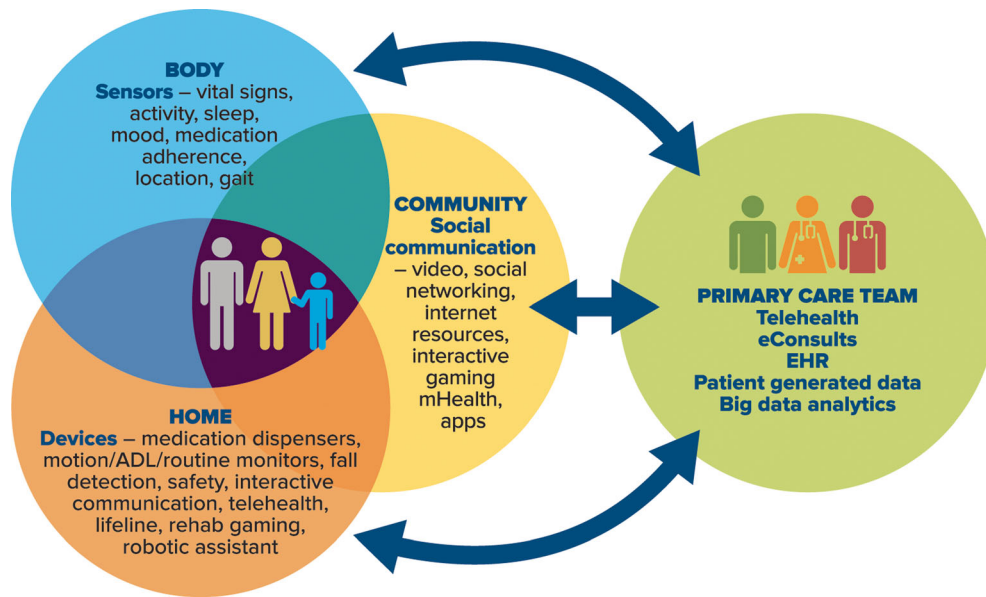 BODY
Sensors – vital signs,
activity, sleep,
mood, medication
adherence,
location, gait
COMMUNITY
Social
communication
– video, social
networking,
internet
resources,
interactive
gaming
mHealth,
apps
HOME
Devices – medication dispensers,
motion/ADL/routine monitors, fall
detection, safety, interactive
communication, telehealth,
lifeline, rehab gaming,
robotic assistant
PRIMARY CARE TEAM
Telehealth
eConsults
EHR
Patient generated data
Big data analytics